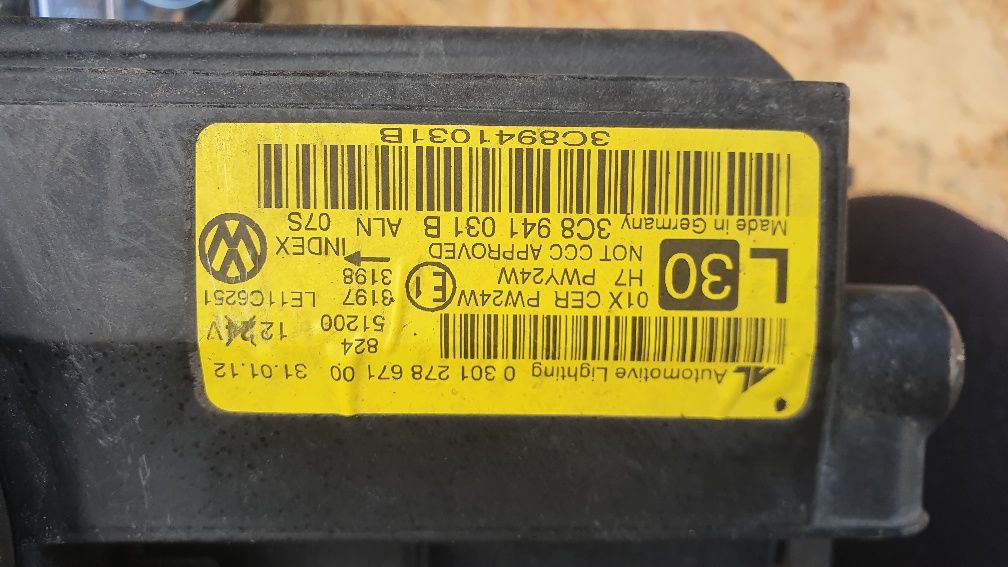 Automotive Lighting 0 301 278 671 00 31.01.12
824
51200 12 V
01X CER PW24W E1 3197 LE11C6251
H7 PWY24W 3198
L 30 NOT CCC APPROVED INDEX
Made in Germany 3C8 941 031 B ALN 07S
3C8941031B